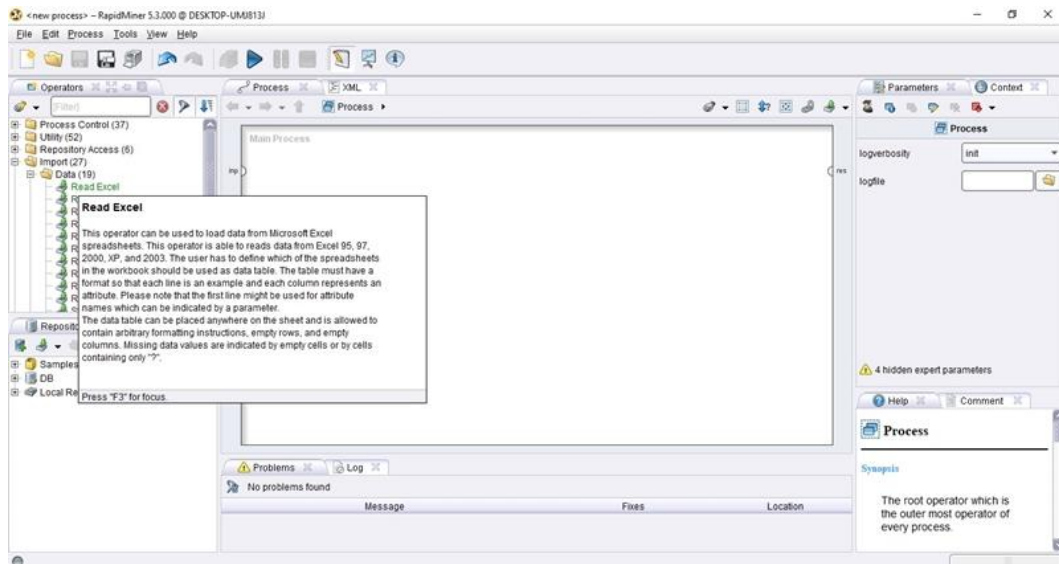 <new process> – RapidMiner 5.3.000 @ DESKTOP-UMJ813J
File Edit Process Tools View Help
Operators
Process
XML
Parameters
Context
[Filter]
Process
Process Control (37)
Utility (52)
Repository Access (6)
Import (27)
Data (19)
Read Excel
Main Process
inp
res
Process
logverbosity
init
logfile
Read Excel
This operator can be used to load data from Microsoft Excel
spreadsheets. This operator is able to reads data from Excel 95, 97,
2000, XP, and 2003. The user has to define which of the spreadsheets
in the workbook should be used as data table. The table must have a
format so that each line is an example and each column represents an
attribute. Please note that the first line might be used for attribute
names which can be indicated by a parameter.
The data table can be placed anywhere on the sheet and is allowed to
contain arbitrary formatting instructions, empty rows, and empty
columns. Missing data values are indicated by empty cells or by cells
containing only "?".
Press "F3" for focus.
Samples
DB
Local Re
4 hidden expert parameters
Help
Comment
Process
Synopsis
The root operator which is
the outer most operator of
every process.
Problems
Log
No problems found
Message
Fixes
Location